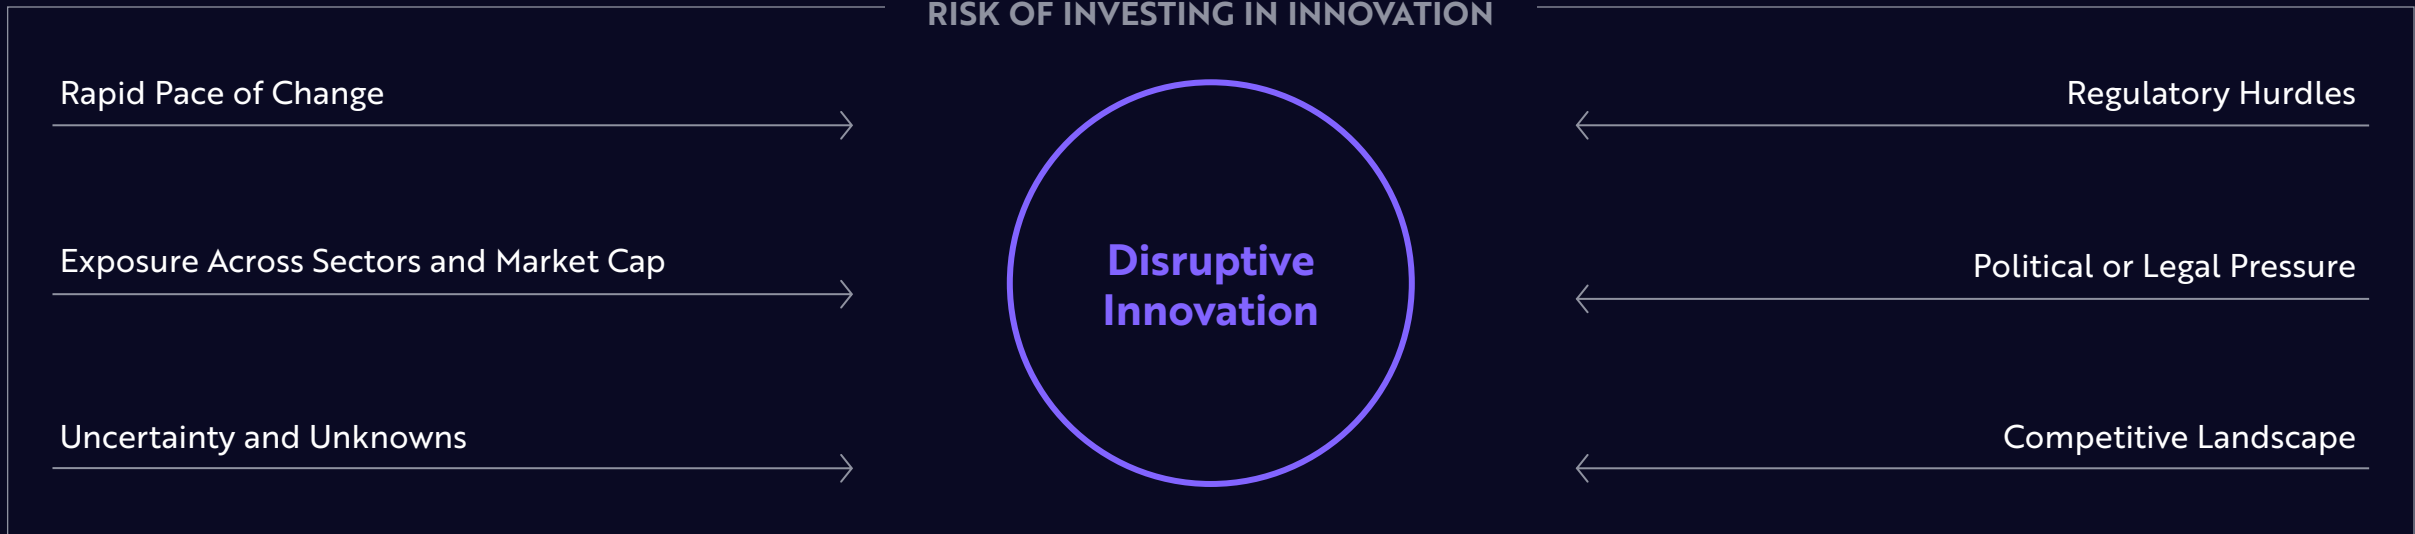 RISK OF INVESTING IN INNOVATION
Rapid Pace of Change
Exposure Across Sectors and Market Cap
Uncertainty and Unknowns
Disruptive
Innovation
Regulatory Hurdles
Political or Legal Pressure
Competitive Landscape